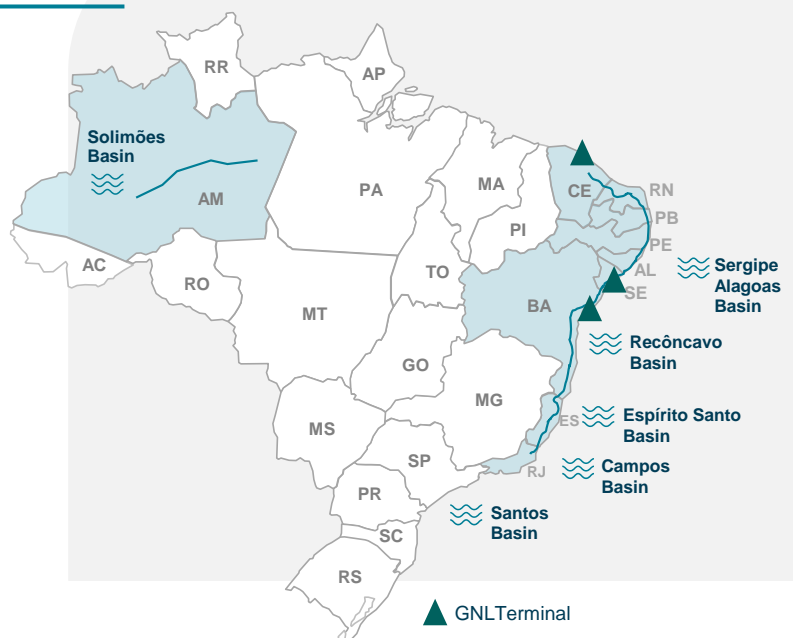 RR
AP
Solimões
Basin
AM
PA
MA
CE
RN
PB
PI
PE
AL
SE
Sergipe
Alagoas
Basin
AC
RO
TO
BA
MT
Recôncavo
Basin
GO
MG
ES
Espírito Santo
Basin
MS
SP
RJ
Campos
Basin
PR
Santos
Basin
SC
RS
GNLTerminal